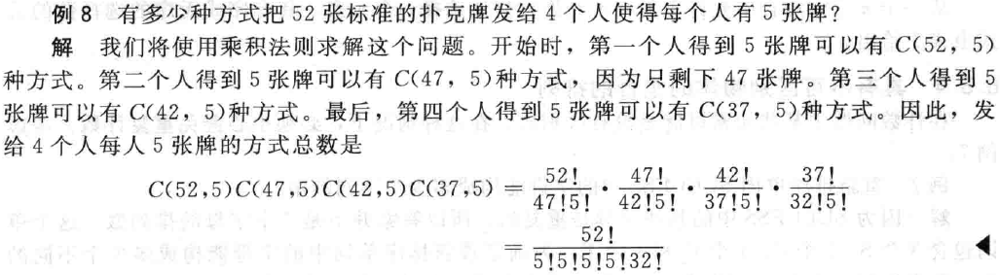 例8 有多少种方式把 52 张标准的扑克牌发给 4 个人使得每个人有 5 张牌?
解 我们将使用乘积法则求解这个问题。开始时，第一个人得到 5 张牌可以有 C(52, 5)
种方式。第二个人得到 5 张牌可以有 C(47, 5)种方式，因为只剩下 47 张牌。第三个人得到 5
张牌可以有 C(42, 5)种方式。最后，第四个人得到 5 张牌可以有 C(37, 5)种方式。因此，发
给 4 个人每人 5 张牌的方式总数是
C(52,5)C(47,5)C(42,5)C(37,5) = 52!/47!5! · 47!/42!5! · 42!/37!5! · 37!/32!5!
= 52!/5!5!5!5!32!